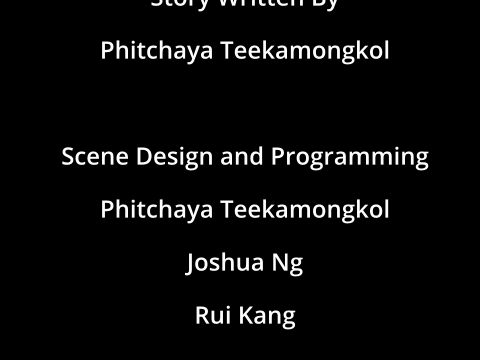 Story Written By
Phitchaya Teekamongkol
Scene Design and Programming
Phitchaya Teekamongkol
Joshua Ng
Rui Kang